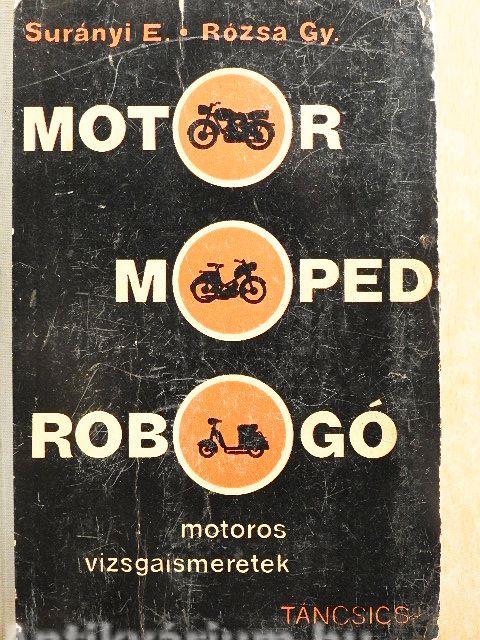 Surányi E. • Rózsa Gy.
MOTOR
MOPED
ROBOGÓ
motoros
vizsgaismeretek
TÁNCSICS